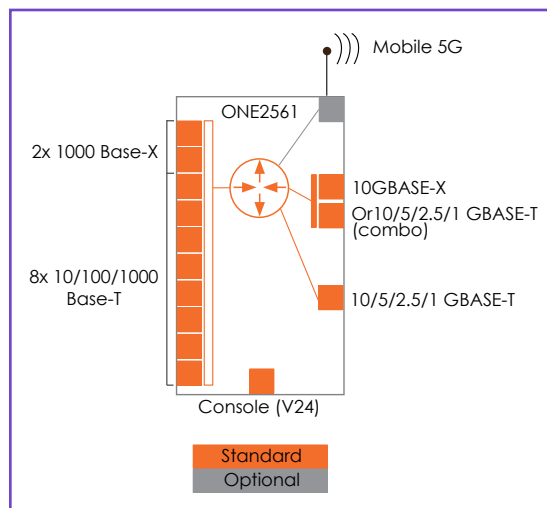 Mobile 5G
ONE2561
2x 1000 Base-X
10GBASE-X
Or10/5/2.5/1 GBASE-T
(combo)
8x 10/100/1000
Base-T
10/5/2.5/1 GBASE-T
Console (V24)
Standard
Optional